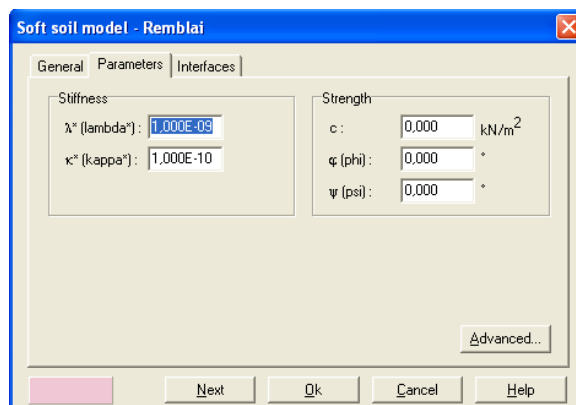 Soft soil model - Remblai
General Parameters Interfaces
Stiffness
λ* (lambda*) : 1,000E-09
κ* (kappa*) : 1,000E-10
Strength
c : 0,000 kN/m²
φ (phi) : 0,000 °
ψ (psi) : 0,000 °
Advanced...
Next Ok Cancel Help